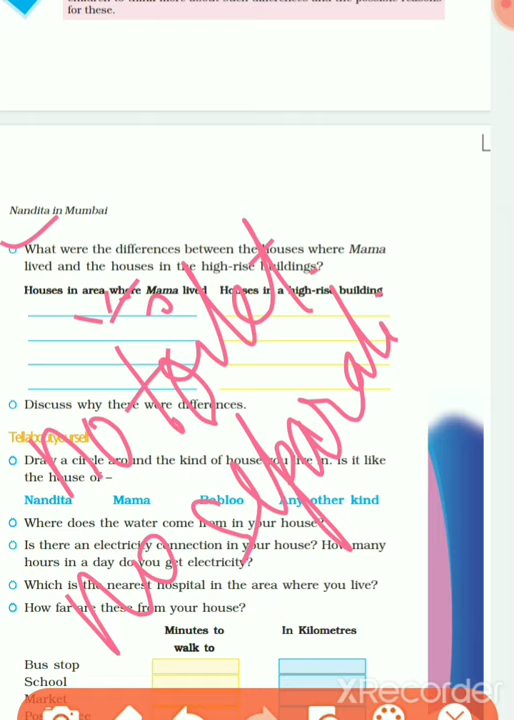 for these.
Nandita in Mumbai
What were the differences between the houses where Mama
lived and the houses in the high-rise buildings?
Houses in area where Mama lived Houses in a high-rise building
Discuss why there were differences.
Tell about yourself
Draw a circle around the kind of house you live in. Is it like
the house of –
Nandita Mama Babloo Any other kind
Where does the water come from in your house?
Is there an electricity connection in your house? How many
hours in a day do you get electricity?
Which is the nearest hospital in the area where you live?
How far are these from your house?
Minutes to In Kilometres
walk to
Bus stop
School
Market
No toilet.
No separate
XRecorder